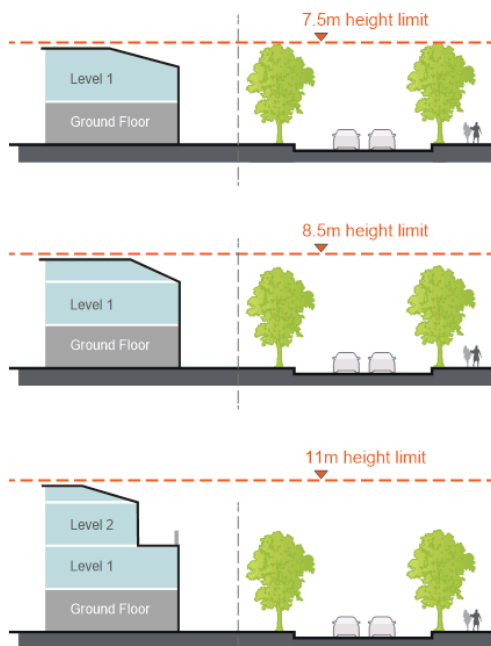 7.5m height limit
Level 1
Ground Floor
8.5m height limit
Level 1
Ground Floor
11m height limit
Level 2
Level 1
Ground Floor